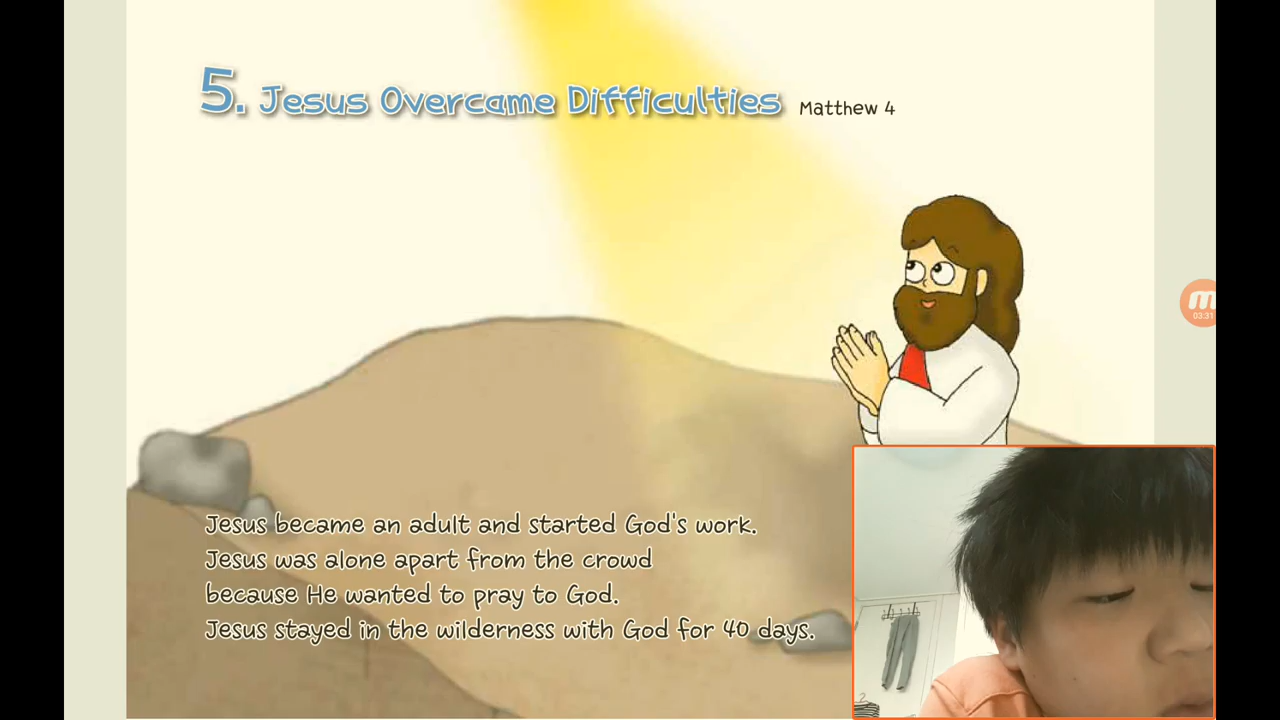 5. Jesus Overcame Difficulties Matthew 4
03:31
Jesus became an adult and started God's work.
Jesus was alone apart from the crowd
because He wanted to pray to God.
Jesus stayed in the wilderness with God for 40 days.